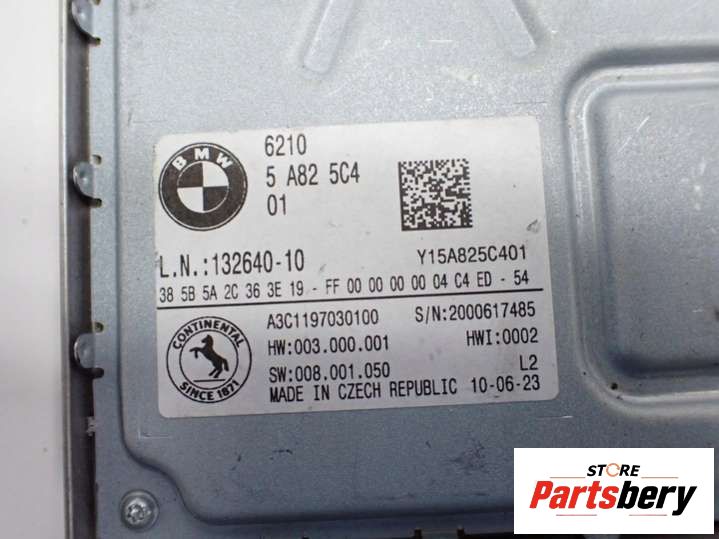 BMW
6210
5 A82 5C4
01
L.N.:132640-10
Y15A825C401
38 5B 5A 2C 36 3E 19 - FF 00 00 00 00 04 C4 ED - 54
A3C1197030100
S/N:2000617485
HW:003.000.001
HWI:0002
SW:008.001.050
L2
MADE IN CZECH REPUBLIC 10-06-23
CONTINENTAL
SINCE 1871
STORE
Partsbery